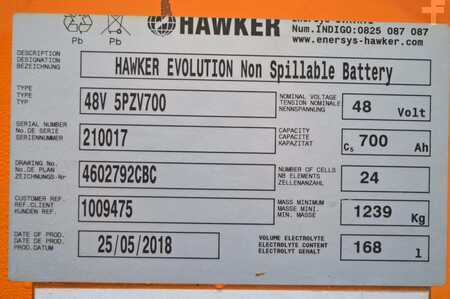 Pb Pb HAWKER
Num.INDIGO:0825 087 087
www.enersys-hawker.com
DESCRIPTION
DESIGNATION
BEZEICHNUNG
HAWKER EVOLUTION Non Spillable Battery
TYPE
TYPE
TYP
48V 5PZV700
NOMINAL VOLTAGE
TENSION NOMINALE
NENNSPANNUNG
48 Volt
SERIAL NUMBER
No.DE SERIE
SERIENNUMMER
210017
CAPACITY
CAPACITE
KAPAZITAT
C5 700 Ah
DRAWING No.
No.DE PLAN
ZEICHNUNGS-Nr
4602792CBC
NUMBER OF CELLS
NB ELEMENTS
ZELLENANZAHL
24
CUSTOMER REF.
REF.CLIENT
KUNDEN REF.
1009475
MASS MINIMUM
MASSE MINI.
MIN. MASSE
1239 Kg
DATE OF PROD.
DATE DE PROD.
PROD.DATUM
25/05/2018
VOLUME ELECTROLYTE
ELECTROLYTE CONTENT
ELECTROLYT GEHALT
168 l